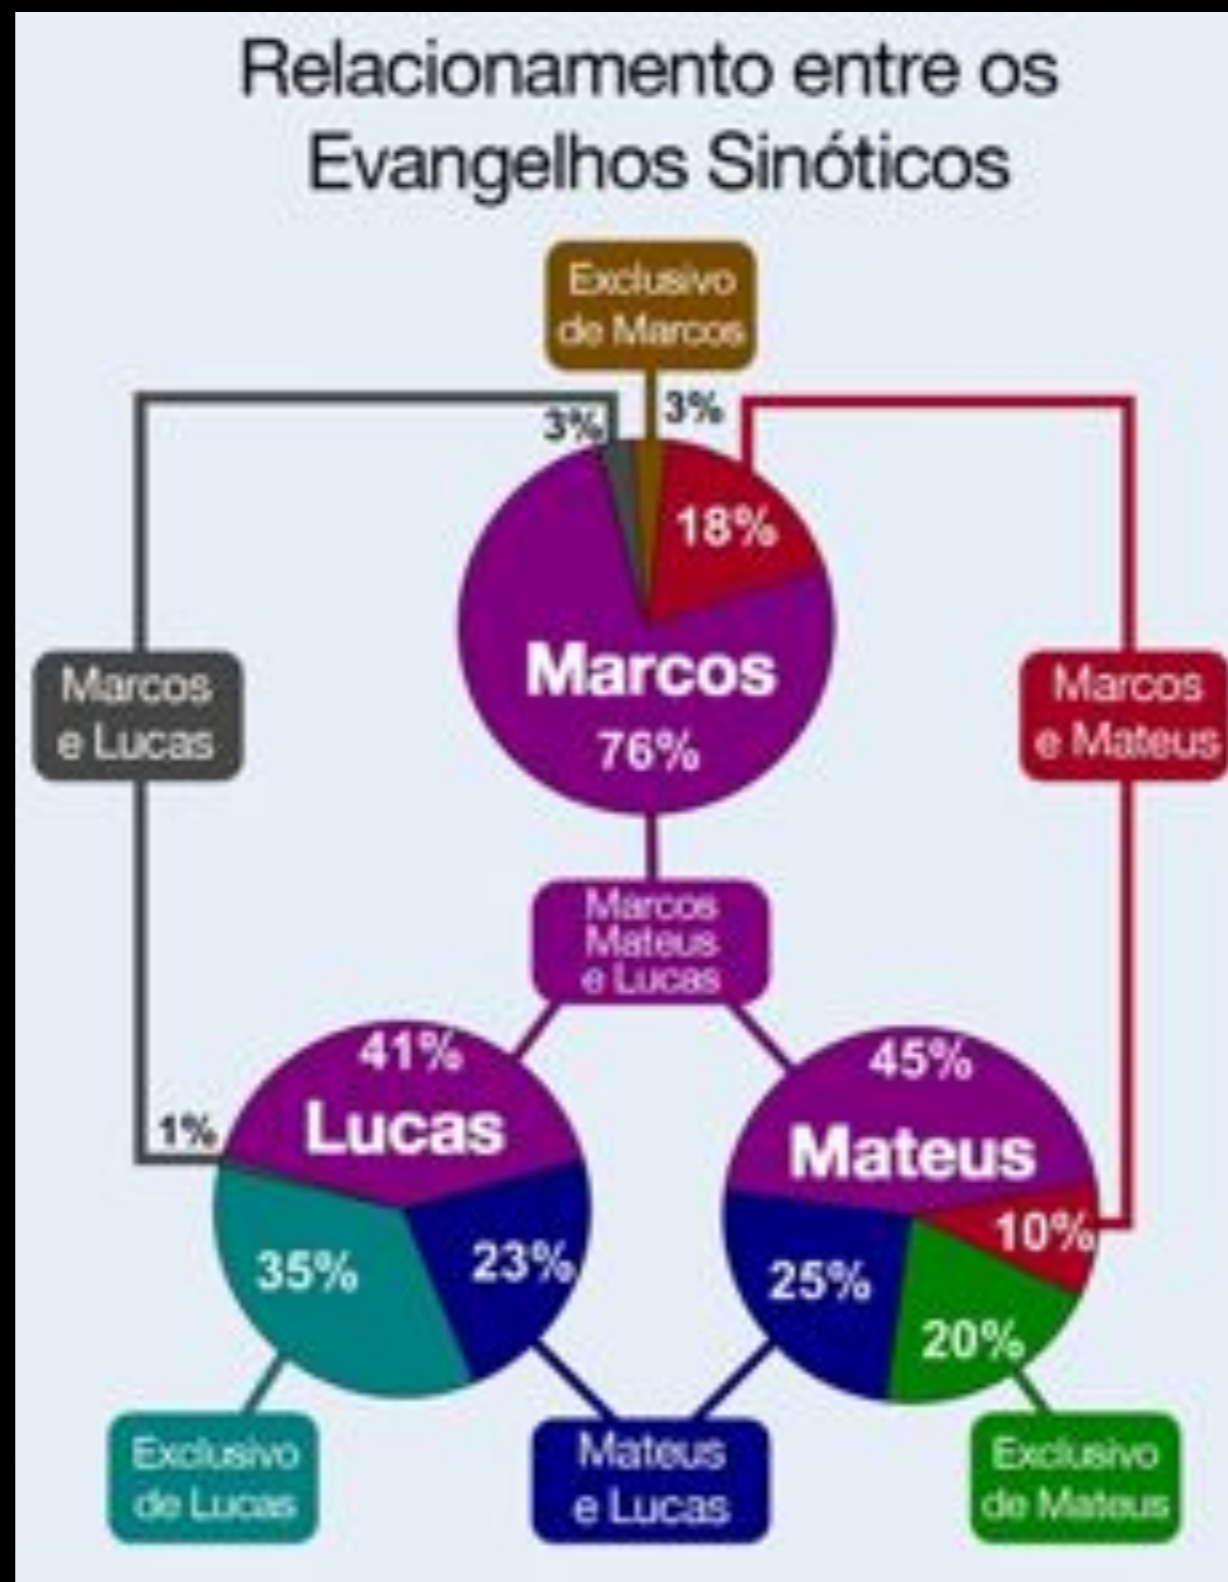 Relacionamento entre os
Evangelhos Sinóticos
Exclusivo
de Marcos
3%
3%
18%
Marcos
76%
Marcos
e Lucas
Marcos
e Mateus
Marcos
Mateus
e Lucas
41%
Lucas
1%
35%
23%
45%
Mateus
10%
25%
20%
Exclusivo
de Lucas
Mateus
e Lucas
Exclusivo
de Mateus